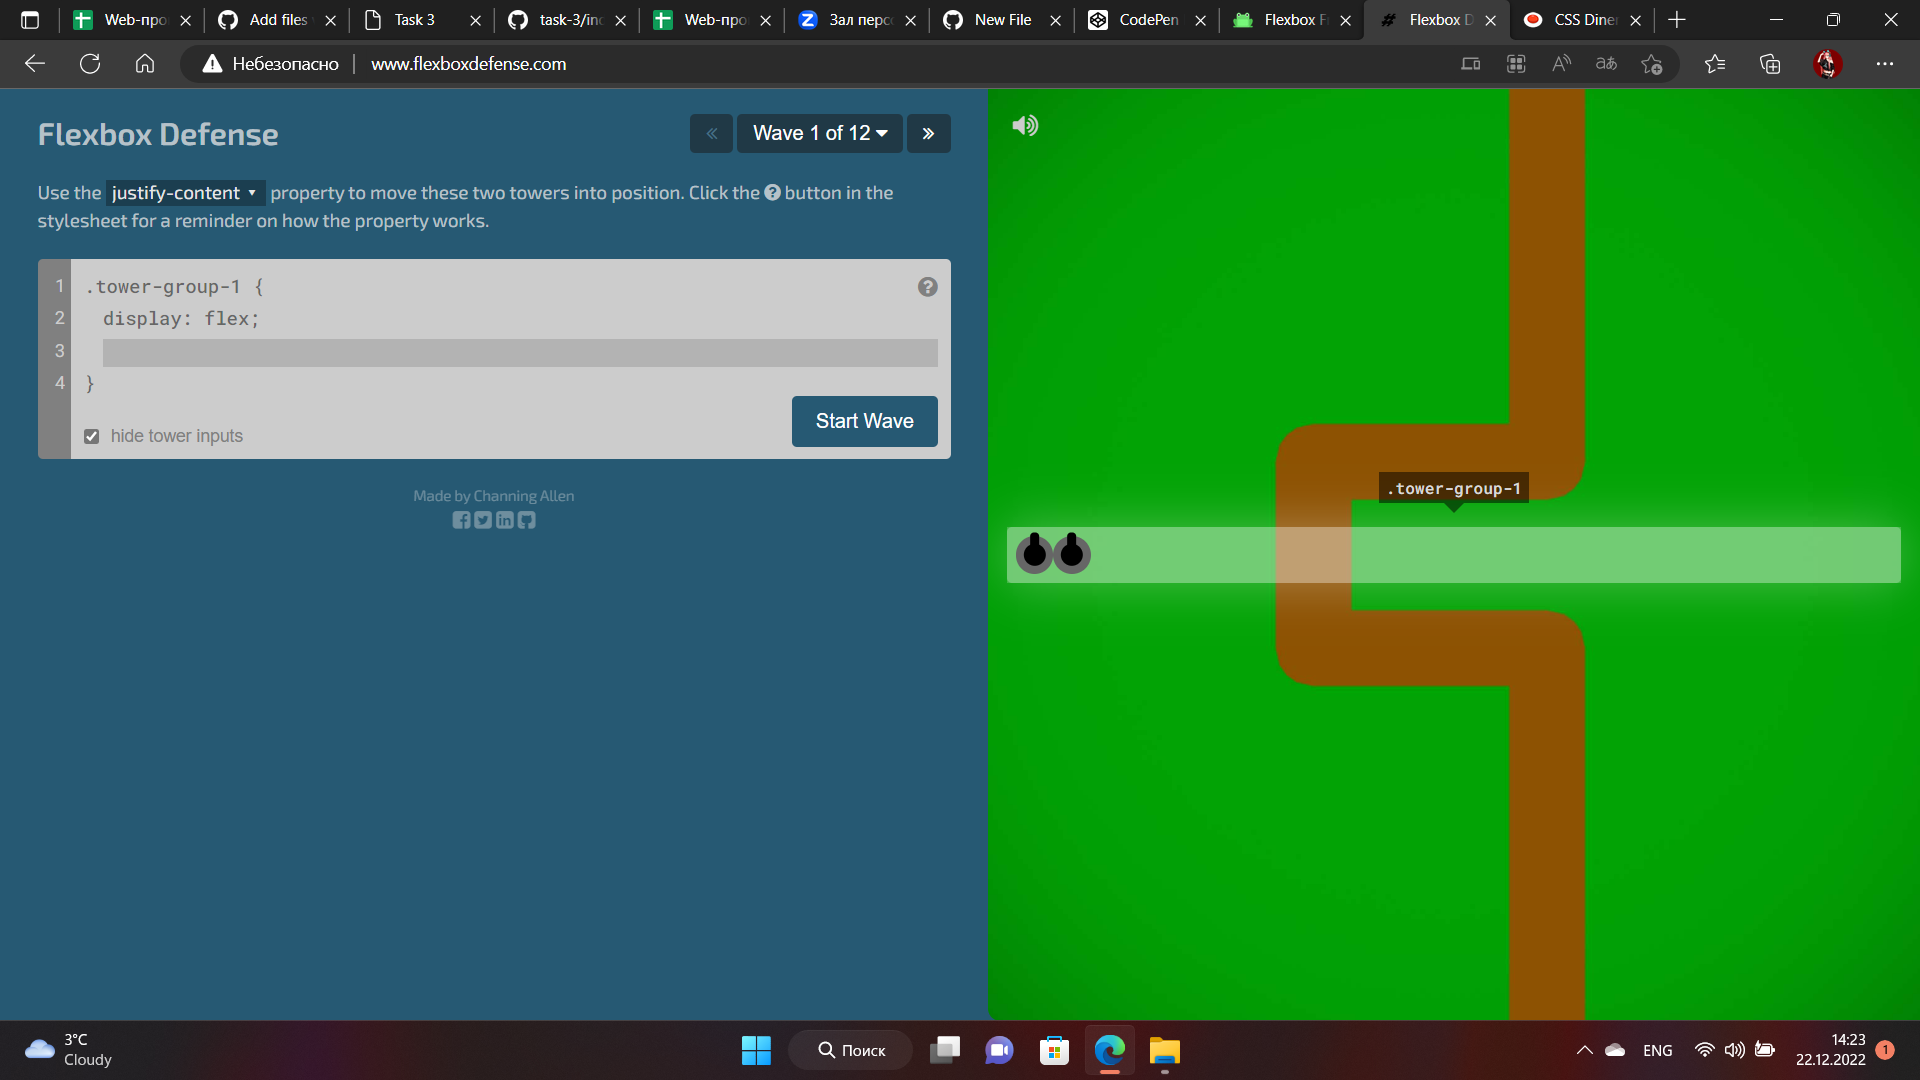 Web-про
Add files
Task 3
task-3/inc
Web-про
Зал персо
New File
CodePen
Flexbox F
Flexbox D
CSS Diner
Небезопасно
www.flexboxdefense.com
Flexbox Defense
« Wave 1 of 12 ▾ »
Use the justify-content ▾ property to move these two towers into position. Click the ? button in the
stylesheet for a reminder on how the property works.
1 .tower-group-1 {
2 display: flex;
3
4 }
?
hide tower inputs
Start Wave
Made by Channing Allen
.tower-group-1
3°C
Cloudy
Поиск
ENG
14:23
22.12.2022
1